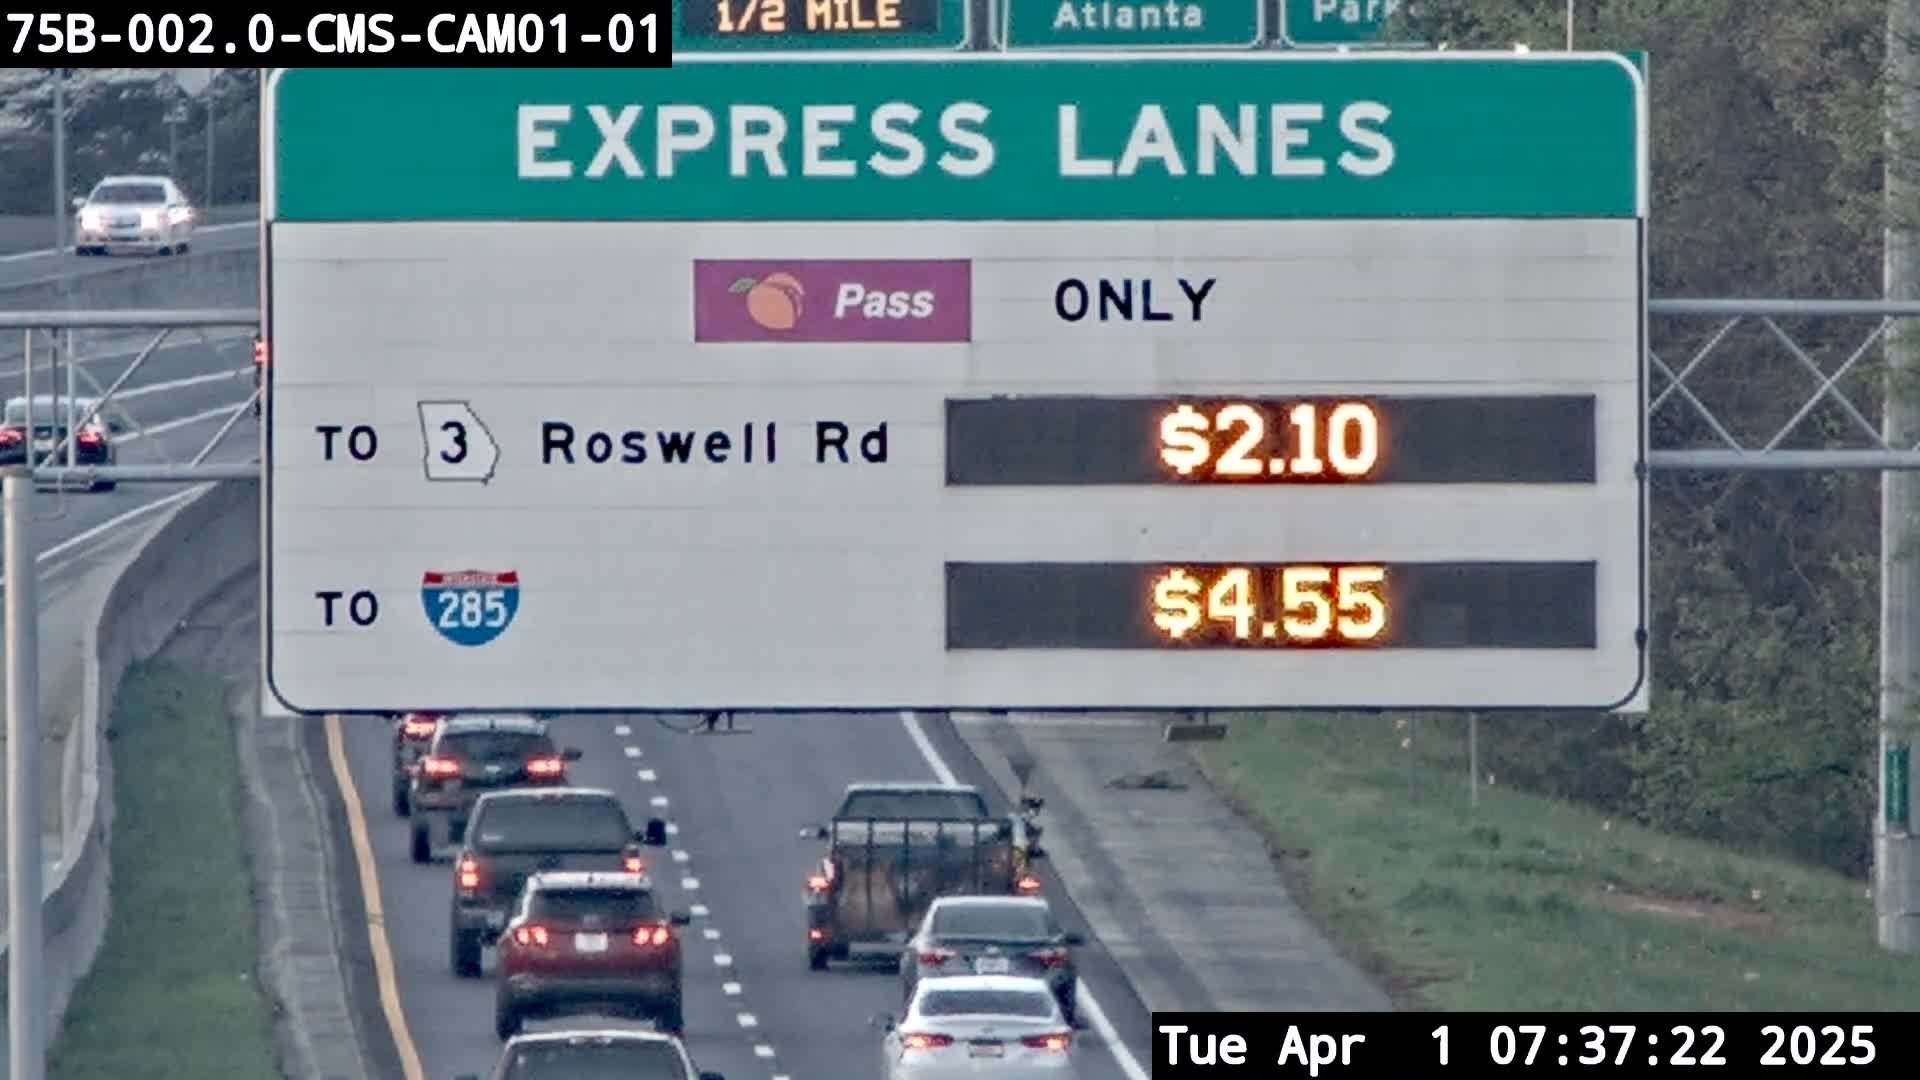 75B-002.0-CMS-CAM01-01
1/2 MILE
Atlanta
EXPRESS LANES
Pass ONLY
TO 3 Roswell Rd $2.10
TO 285 $4.55
Tue Apr 1 07:37:22 2025